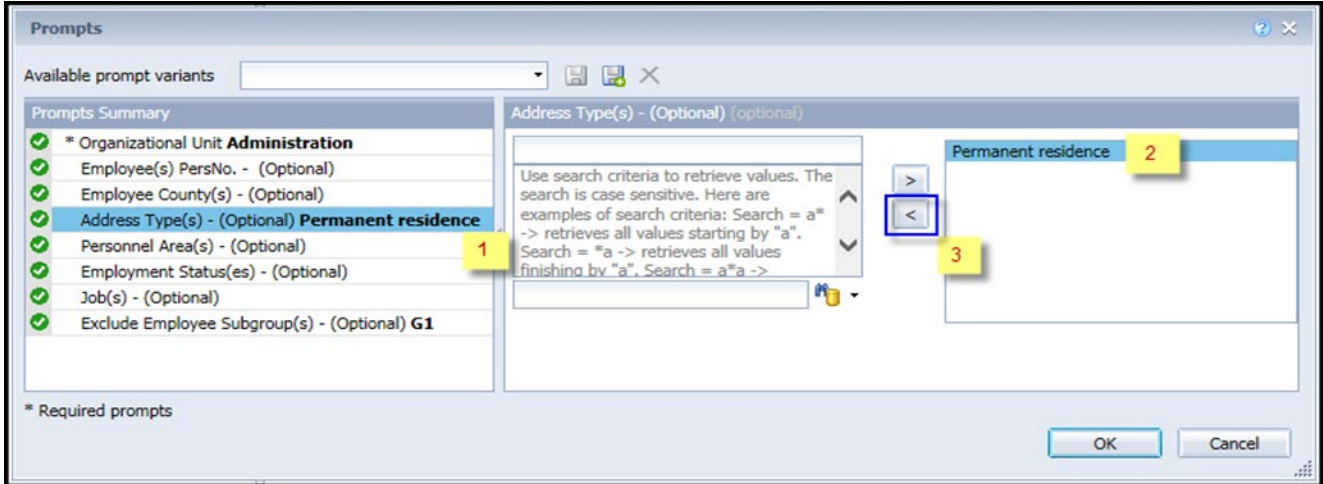 Prompts
Available prompt variants
Prompts Summary
* Organizational Unit Administration
Employee(s) PersNo. - (Optional)
Employee County(s) - (Optional)
Address Type(s) - (Optional) Permanent residence
Personnel Area(s) - (Optional)
Employment Status(es) - (Optional)
Job(s) - (Optional)
Exclude Employee Subgroup(s) - (Optional) G1
1
Address Type(s) - (Optional) (optional)
Use search criteria to retrieve values. The
search is case sensitive. Here are
examples of search criteria: Search = a*
-> retrieves all values starting by "a".
Search = *a -> retrieves all values
finishing by "a". Search = a*a ->
>
<
3
Permanent residence 2
* Required prompts
OK Cancel